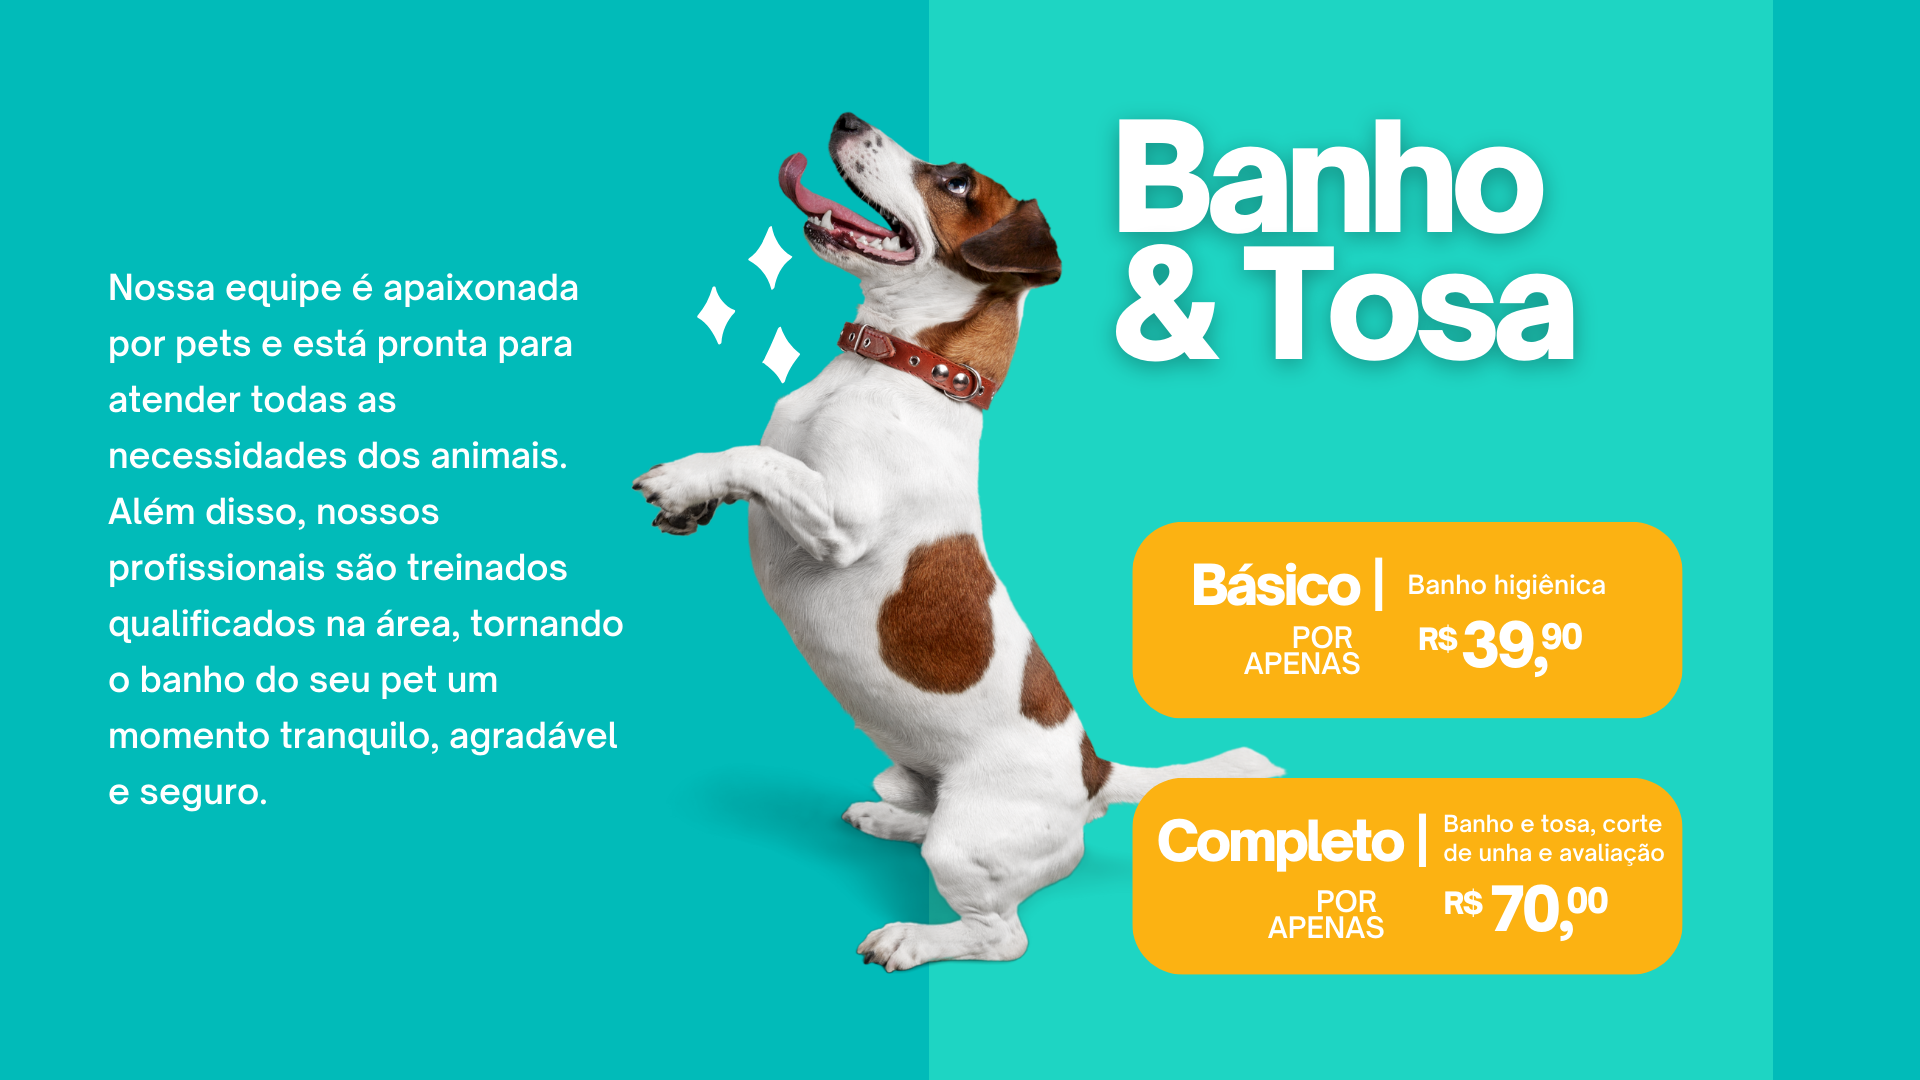 Banho
& Tosa
Nossa equipe é apaixonada
por pets e está pronta para
atender todas as
necessidades dos animais.
Além disso, nossos
profissionais são treinados
qualificados na área, tornando
o banho do seu pet um
momento tranquilo, agradável
e seguro.
Básico | Banho higiênica
POR
APENAS
R$ 39,90
Completo | Banho e tosa, corte
de unha e avaliação
POR
APENAS
R$ 70,00